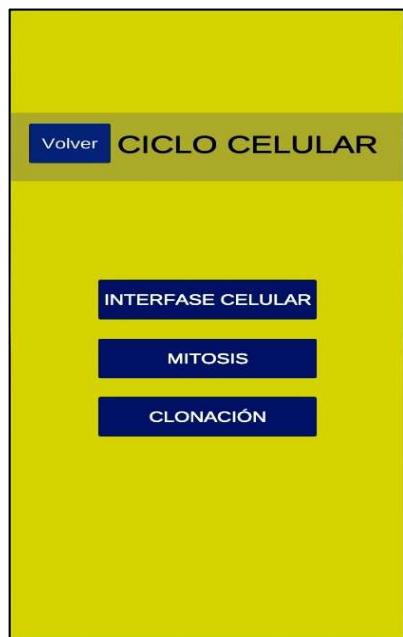 Volver CICLO CELULAR
INTERFASE CELULAR
MITOSIS
CLONACIÓN